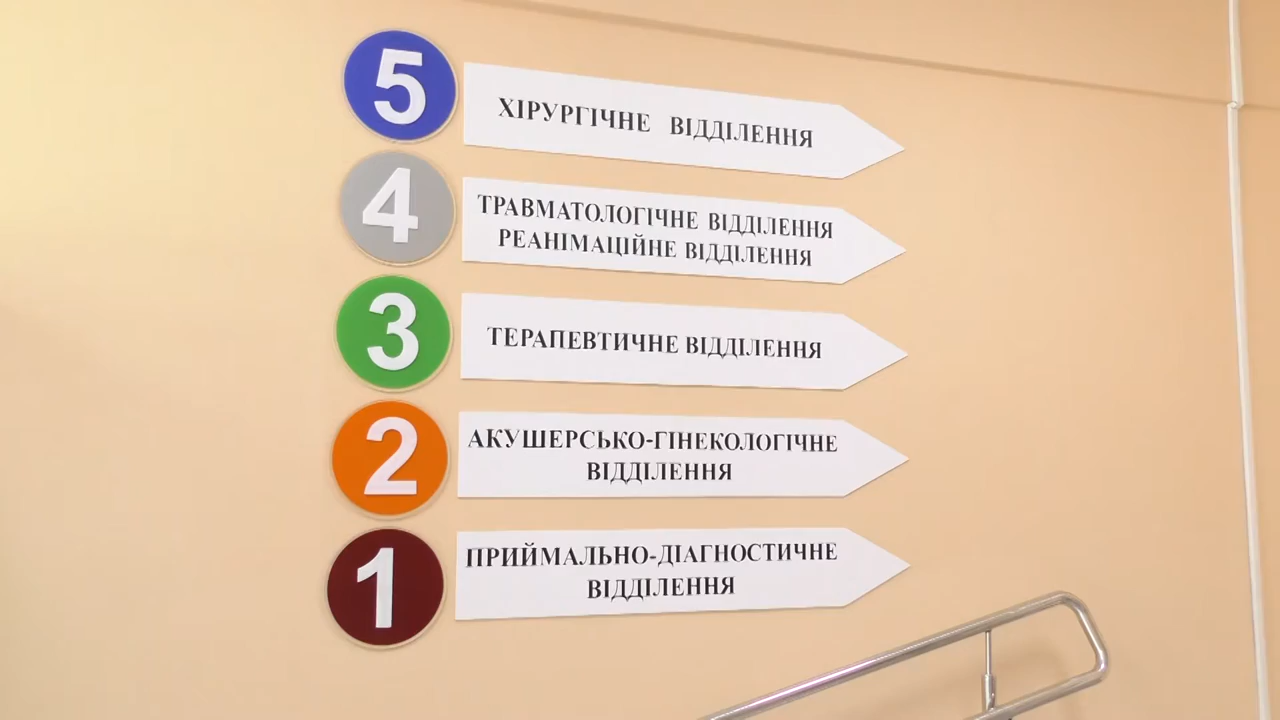 5
ХІРУРГІЧНЕ ВІДДІЛЕННЯ
4
ТРАВМАТОЛОГІЧНЕ ВІДДІЛЕННЯ
РЕАНІМАЦІЙНЕ ВІДДІЛЕННЯ
3
ТЕРАПЕВТИЧНЕ ВІДДІЛЕННЯ
2
АКУШЕРСЬКО-ГІНЕКОЛОГІЧНЕ
ВІДДІЛЕННЯ
1
ПРИЙМАЛЬНО-ДІАГНОСТИЧНЕ
ВІДДІЛЕННЯ